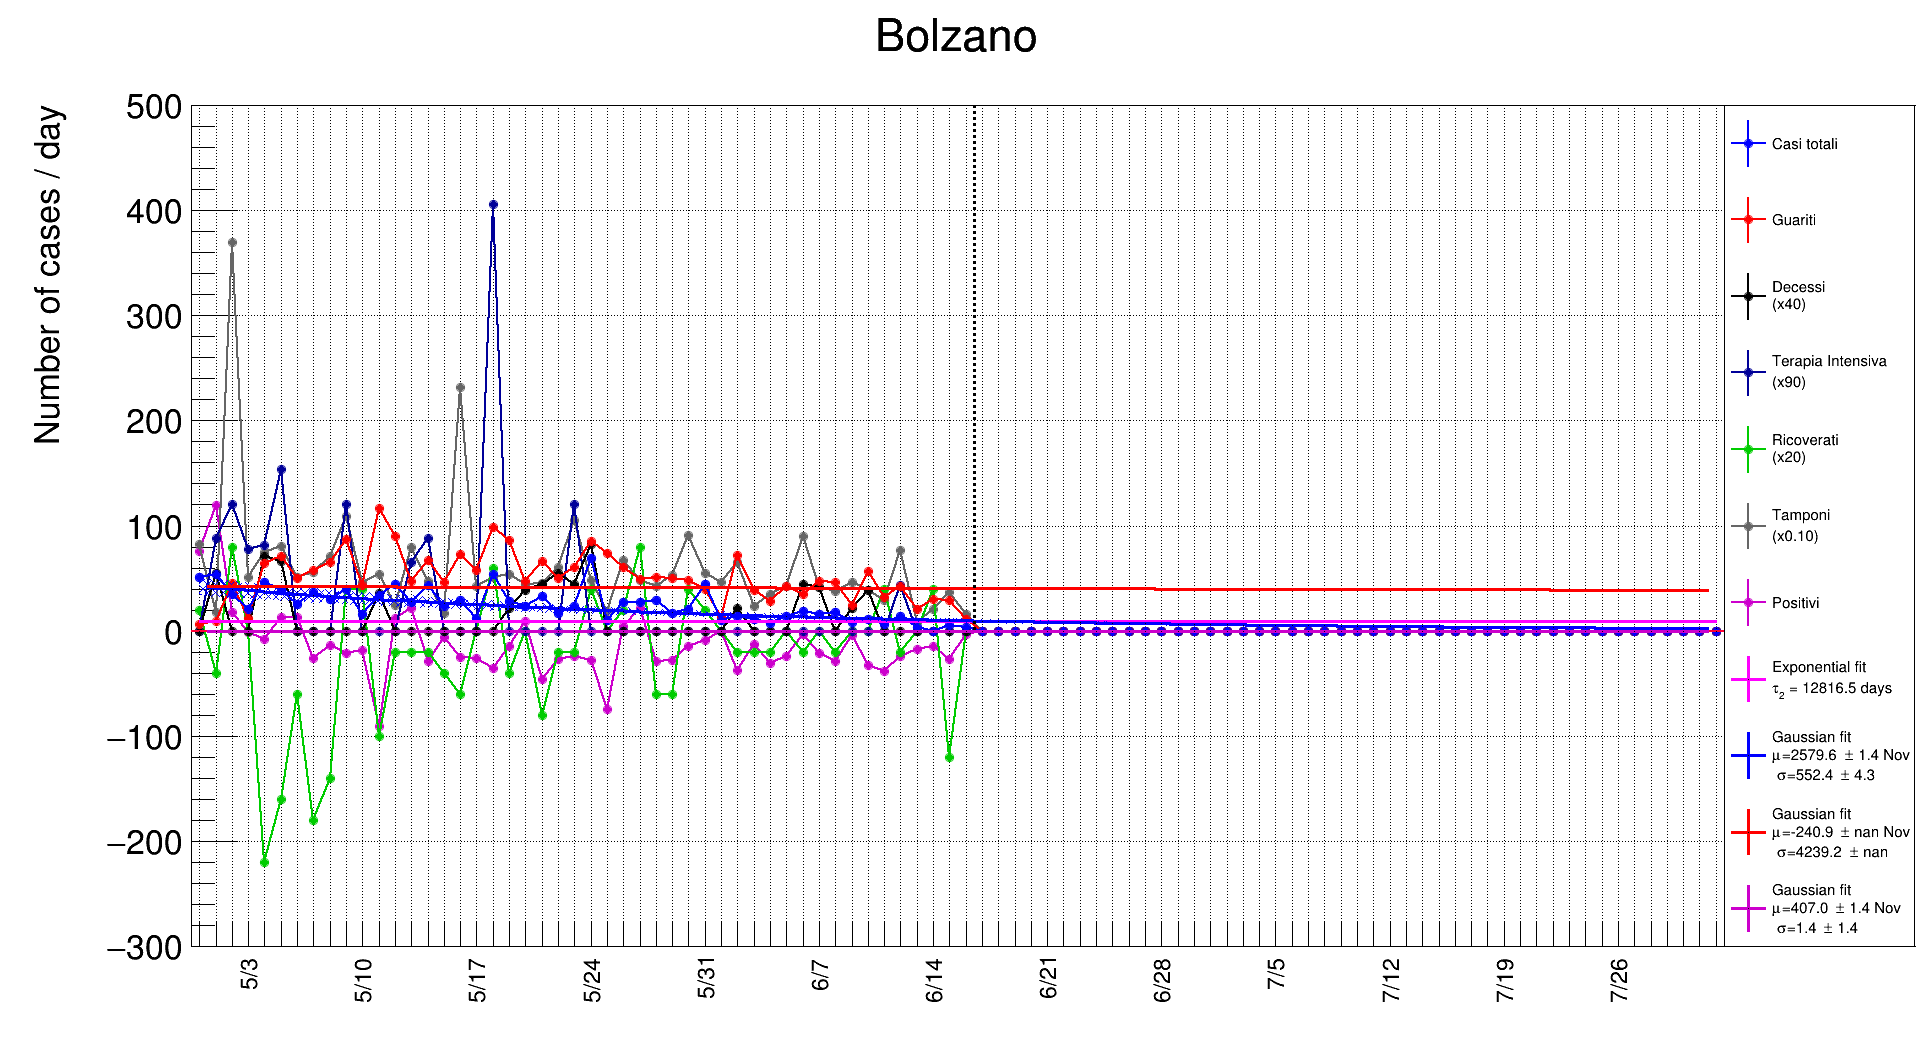 Bolzano
Number of cases / day
500
400
300
200
100
0
−100
−200
−300
5/3
5/10
5/17
5/24
5/31
6/7
6/14
6/21
6/28
7/5
7/12
7/19
7/26
Casi totali
Guariti
Decessi
(x40)
Terapia Intensiva
(x90)
Ricoverati
(x20)
Tamponi
(x0.10)
Positivi
Exponential fit
τ2 = 12816.5 days
Gaussian fit
μ=2579.6 ± 1.4 Nov
σ=552.4 ± 4.3
Gaussian fit
μ=-240.9 ± nan Nov
σ=4239.2 ± nan
Gaussian fit
μ=407.0 ± 1.4 Nov
σ=1.4 ± 1.4